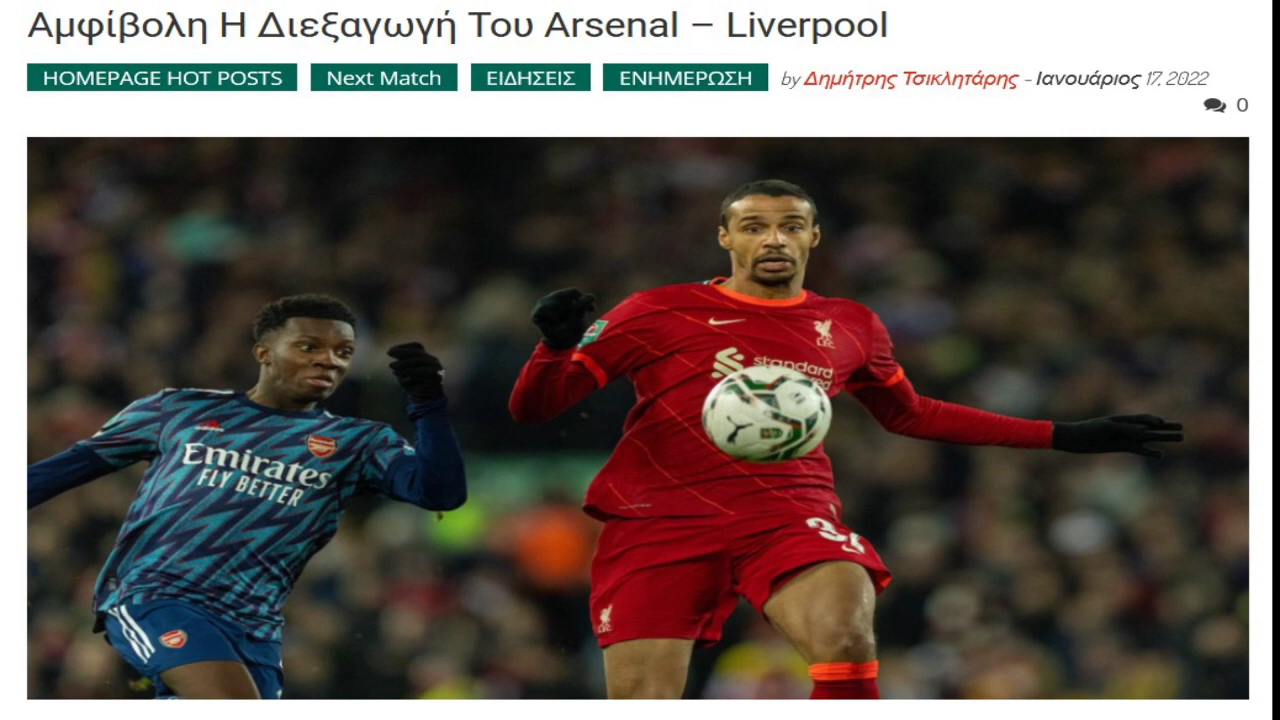 Αμφίβολη Η Διεξαγωγή Του Arsenal – Liverpool
HOMEPAGE HOT POSTS Next Match ΕΙΔΗΣΕΙΣ ΕΝΗΜΕΡΩΣΗ by Δημήτρης Τσικλητάρης - Ιανουάριος 17, 2022
0
standard
Emirates
FLY BETTER